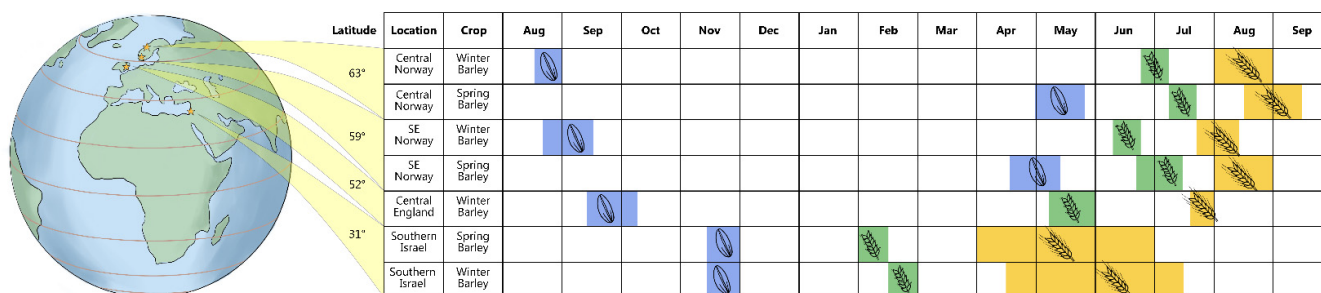 Latitude Location Crop Aug Sep Oct Nov Dec Jan Feb Mar Apr May Jun Jul Aug Sep
63°
Central Norway Winter Barley
Central Norway Spring Barley
59°
SE Norway Winter Barley
SE Norway Spring Barley
52°
Central England Winter Barley
31°
Southern Israel Spring Barley
Southern Israel Winter Barley